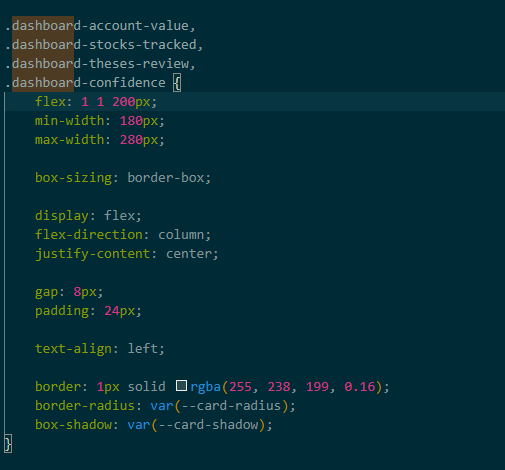 .dashboard-account-value,
.dashboard-stocks-tracked,
.dashboard-theses-review,
.dashboard-confidence {
    flex: 1 1 200px;
    min-width: 180px;
    max-width: 280px;

    box-sizing: border-box;

    display: flex;
    flex-direction: column;
    justify-content: center;

    gap: 8px;
    padding: 24px;

    text-align: left;

    border: 1px solid rgba(255, 238, 199, 0.16);
    border-radius: var(--card-radius);
    box-shadow: var(--card-shadow);
}